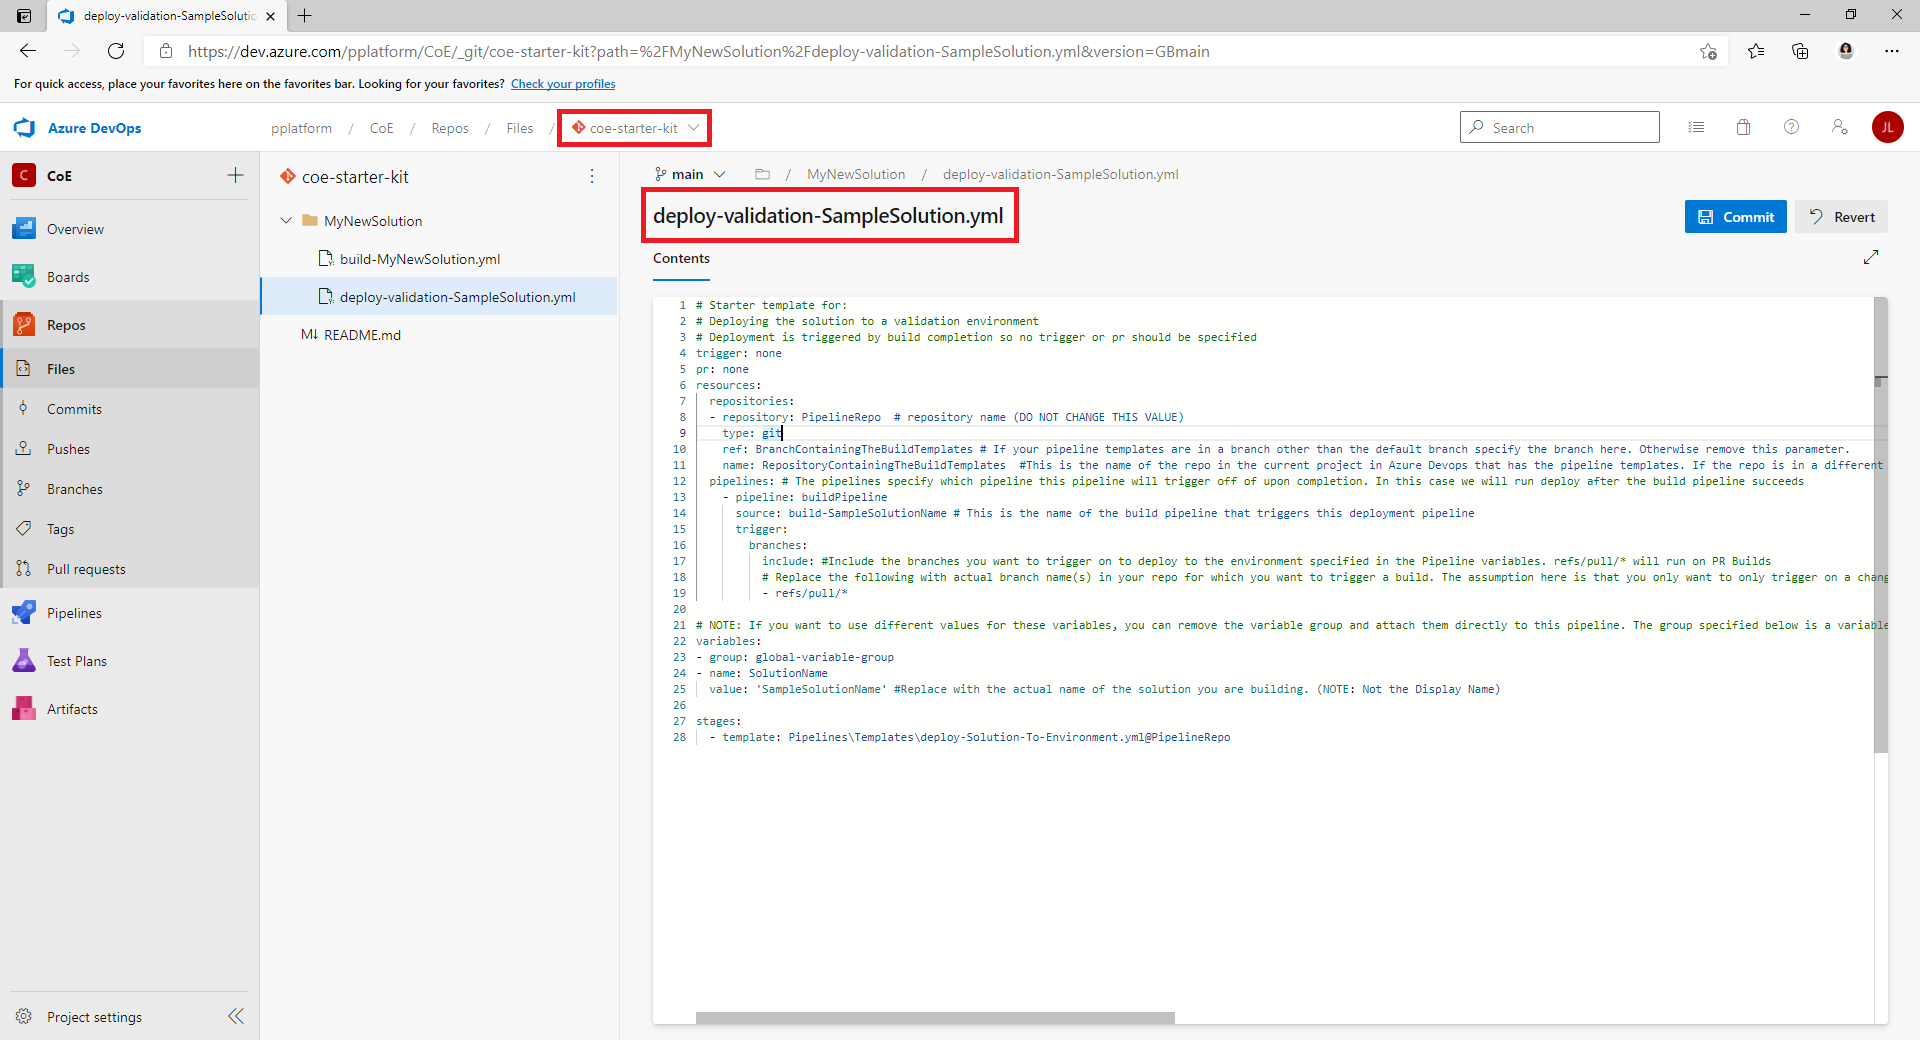 deploy-validation-SampleSolutio
https://dev.azure.com/pplatform/CoE/_git/coe-starter-kit?path=%2FMyNewSolution%2Fdeploy-validation-SampleSolution.yml&version=GBmain
For quick access, place your favorites here on the favorites bar. Looking for your favorites? Check your profiles
Azure DevOps
pplatform / CoE / Repos / Files / coe-starter-kit
Search
JL
C CoE
Overview
Boards
Repos
Files
Commits
Pushes
Branches
Tags
Pull requests
Pipelines
Test Plans
Artifacts
Project settings
coe-starter-kit
MyNewSolution
build-MyNewSolution.yml
deploy-validation-SampleSolution.yml
M↓ README.md
main / MyNewSolution / deploy-validation-SampleSolution.yml
deploy-validation-SampleSolution.yml
Commit
Revert
Contents
1 # Starter template for:
2 # Deploying the solution to a validation environment
3 # Deployment is triggered by build completion so no trigger or pr should be specified
4 trigger: none
5 pr: none
6 resources:
7 repositories:
8 - repository: PipelineRepo # repository name (DO NOT CHANGE THIS VALUE)
9 type: git
10 ref: BranchContainingTheBuildTemplates # If your pipeline templates are in a branch other than the default branch specify the branch here. Otherwise remove this parameter.
11 name: RepositoryContainingTheBuildTemplates #This is the name of the repo in the current project in Azure Devops that has the pipeline templates. If the repo is in a different
12 pipelines: # The pipelines specify which pipeline this pipeline will trigger off of upon completion. In this case we will run deploy after the build pipeline succeeds
13 - pipeline: buildPipeline
14 source: build-SampleSolutionName # This is the name of the build pipeline that triggers this deployment pipeline
15 trigger:
16 branches:
17 include: #Include the branches you want to trigger on to deploy to the environment specified in the Pipeline variables. refs/pull/* will run on PR Builds
18 # Replace the following with actual branch name(s) in your repo for which you want to trigger a build. The assumption here is that you only want to only trigger on a chang
19 - refs/pull/*
20
21 # NOTE: If you want to use different values for these variables, you can remove the variable group and attach them directly to this pipeline. The group specified below is a variable
22 variables:
23 - group: global-variable-group
24 - name: SolutionName
25 value: 'SampleSolutionName' #Replace with the actual name of the solution you are building. (NOTE: Not the Display Name)
26
27 stages:
28 - template: Pipelines\Templates\deploy-Solution-To-Environment.yml@PipelineRepo